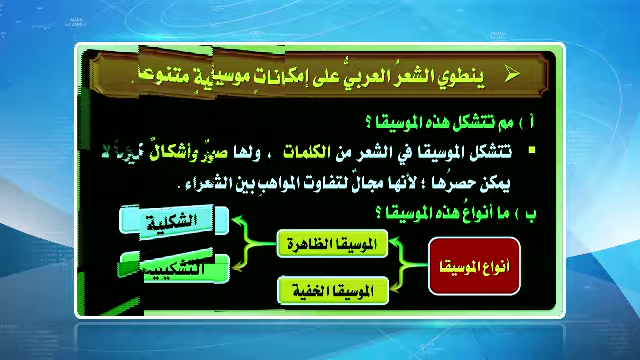 ينطوي الشعرُ العربيُّ على إمكاناتٍ موسيقيةٍ متنوعة.
أ ) مم تتشكل هذه الموسيقا ؟
تتشكل الموسيقا في الشعر من الكلمات ، ولها صورٌ وأشكالٌ لا
يمكن حصرُها ؛ لأنها مجالٌ لتفاوت المواهبِ بين الشعراء .
ب ) ما أنواعُ هذه الموسيقا ؟
أنواع الموسيقا
الموسيقا الظاهرة
الشكلية
الموسيقا الخفية